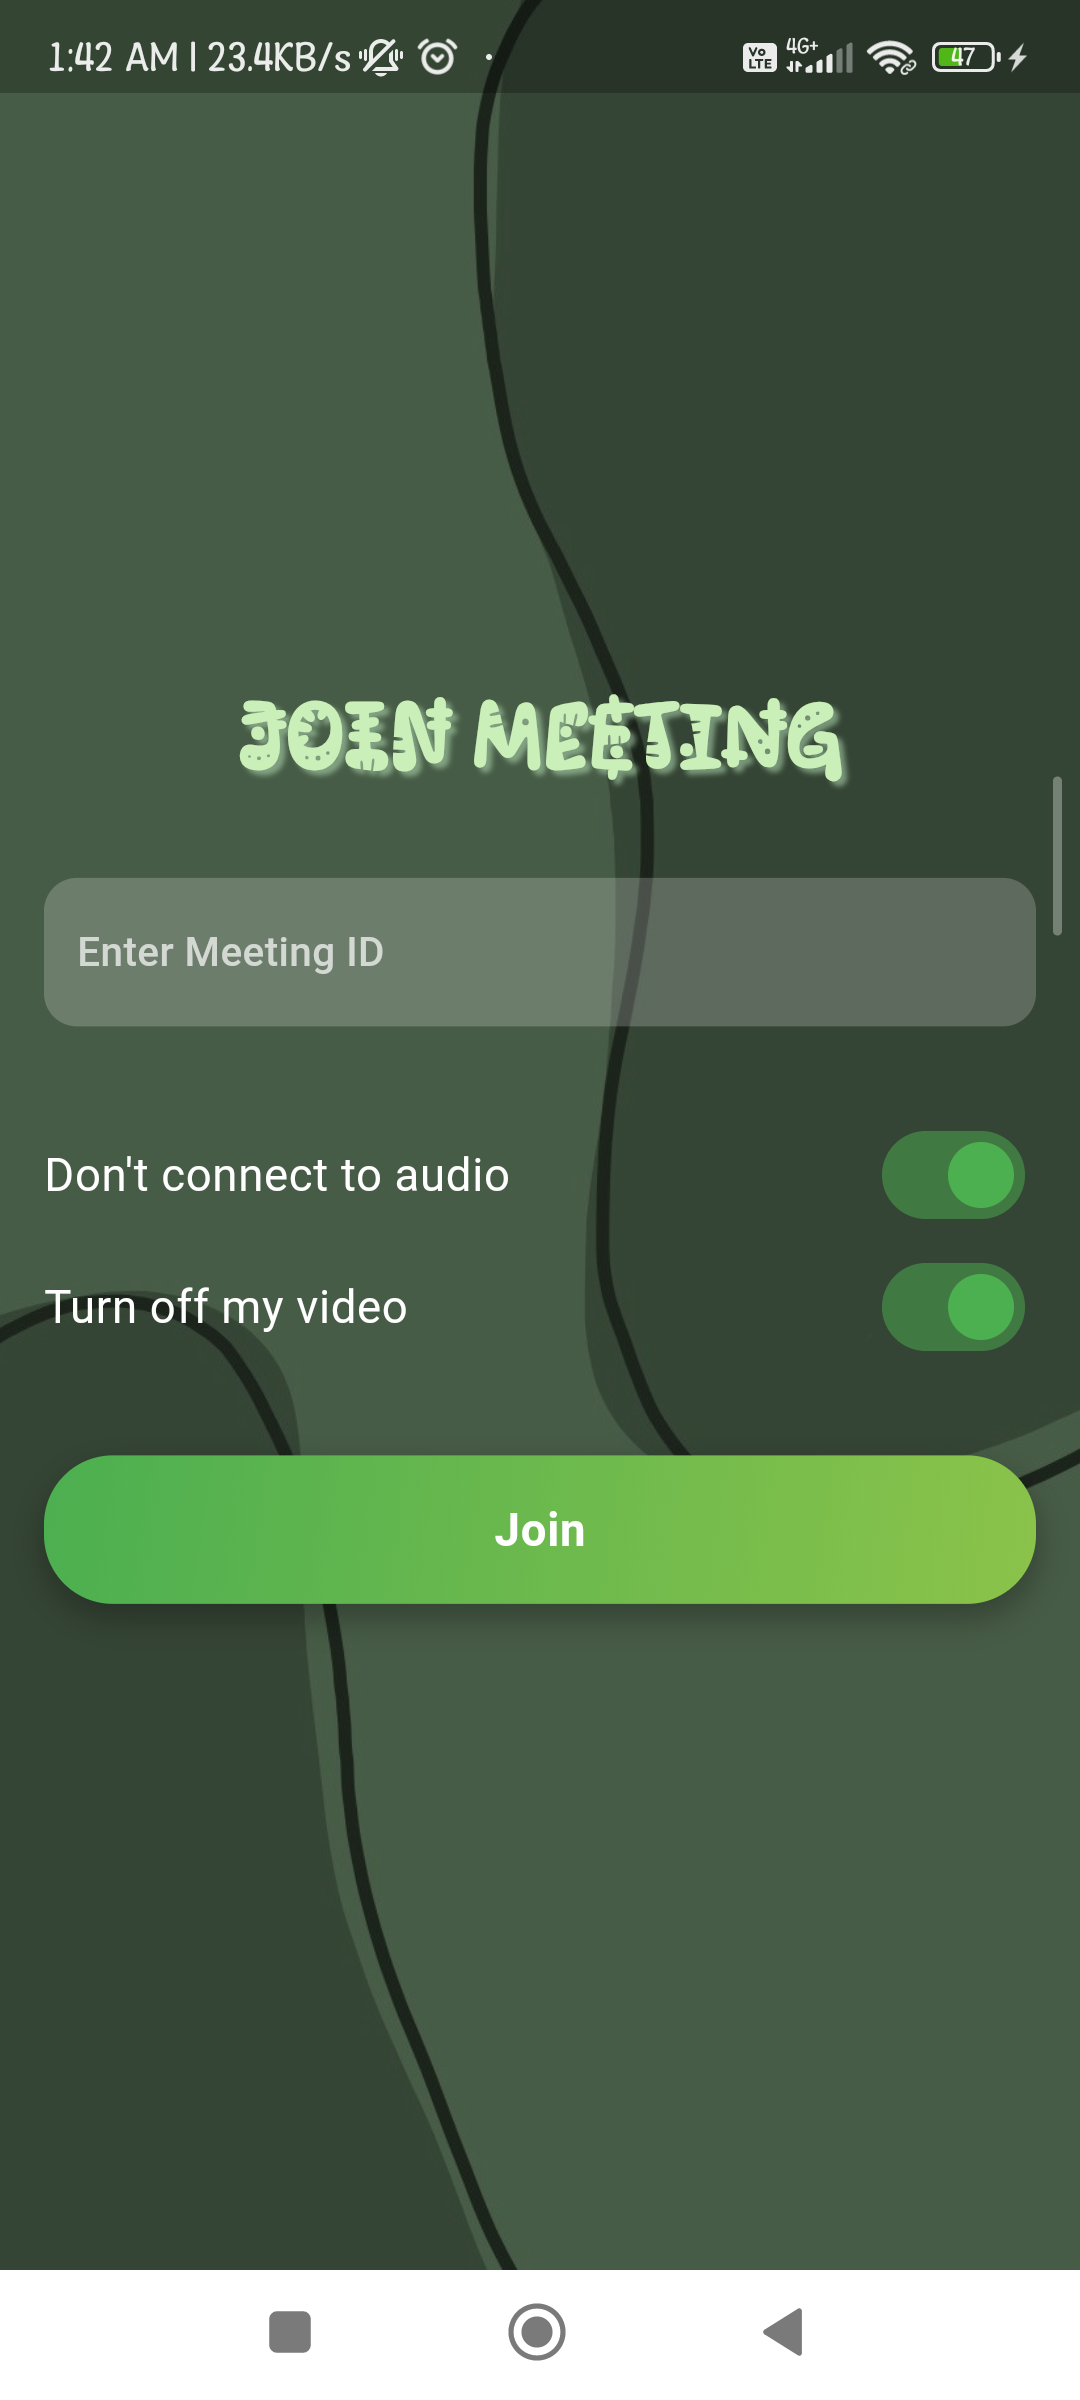 1:42 AM | 23.4KB/s Vo LTE 4G+ 47
JOIN MEETING
Enter Meeting ID
Don't connect to audio
Turn off my video
Join